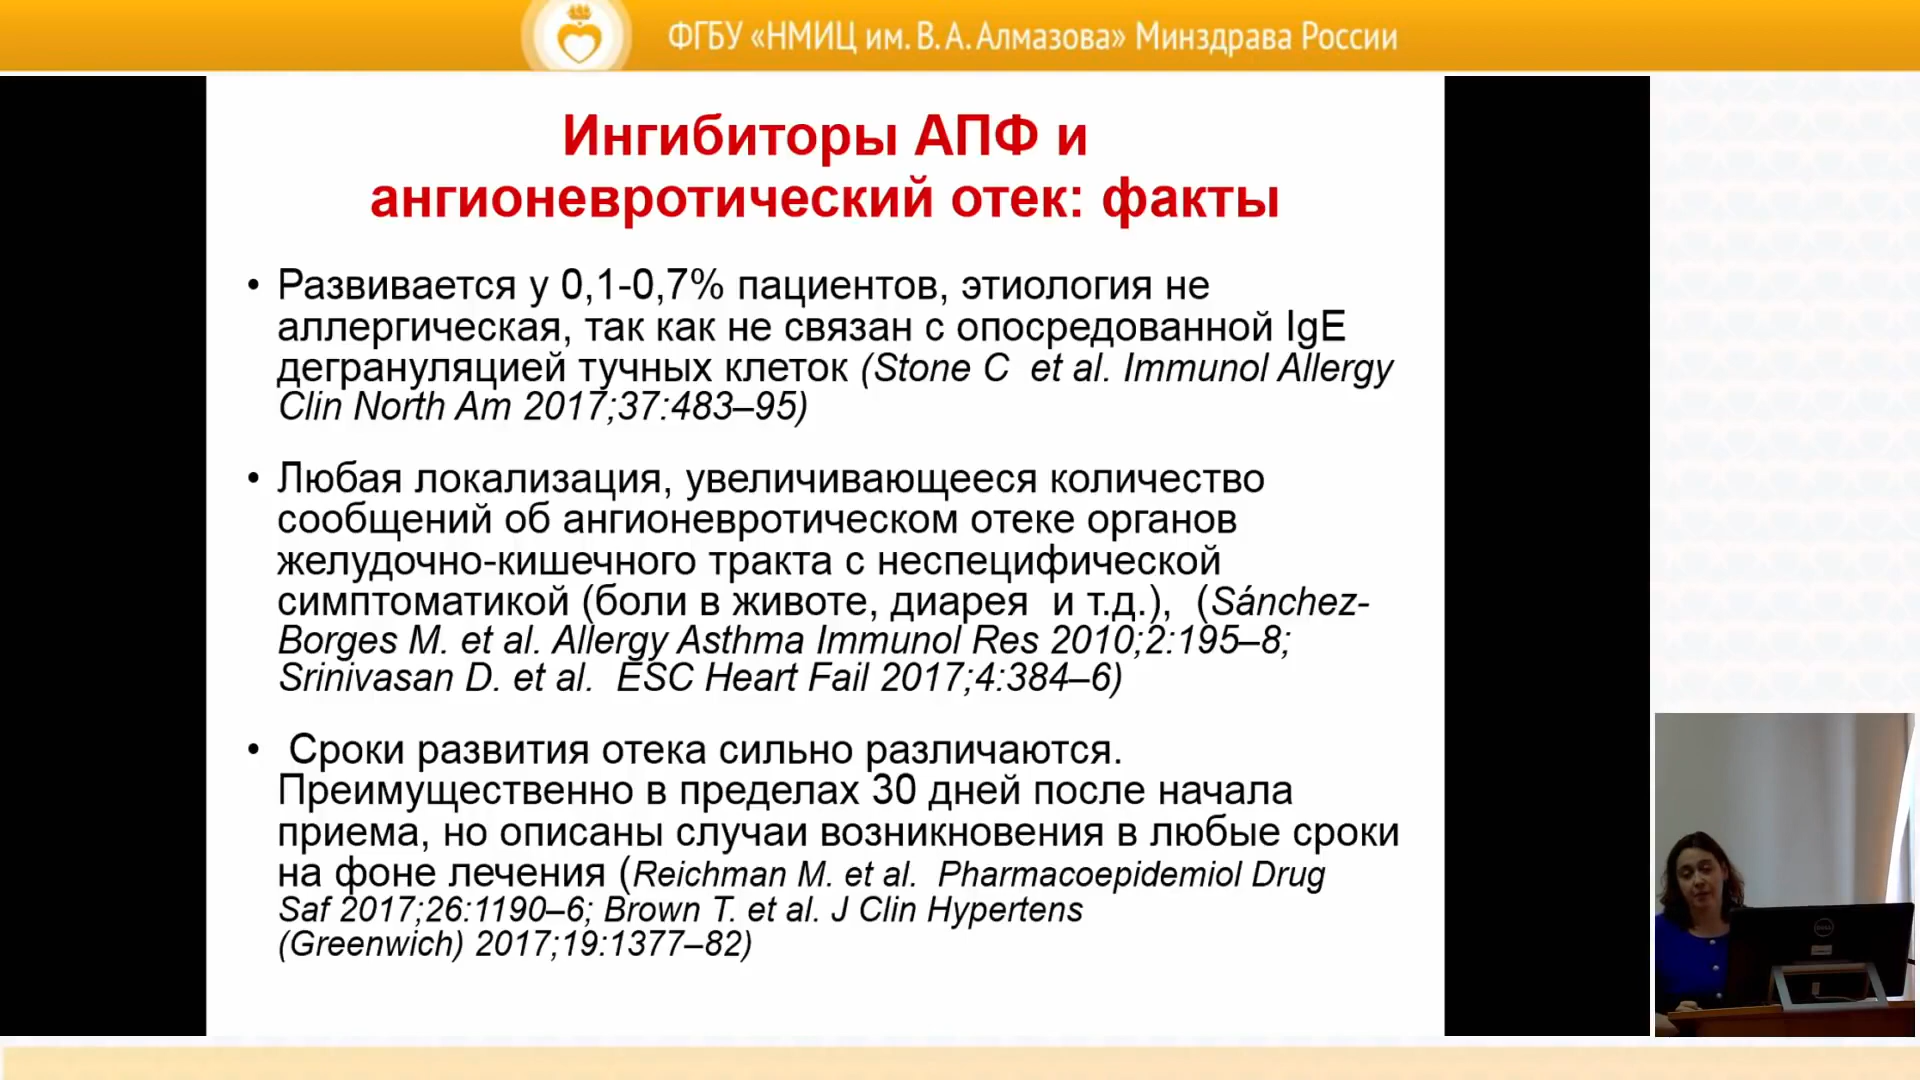 ФГБУ «НМИЦ им. В. А. Алмазова» Минздрава России
Ингибиторы АПФ и
ангионевротический отек: факты
• Развивается у 0,1-0,7% пациентов, этиология не
аллергическая, так как не связан с опосредованной IgE
дегрануляцией тучных клеток (Stone C et al. Immunol Allergy
Clin North Am 2017;37:483–95)
• Любая локализация, увеличивающееся количество
сообщений об ангионевротическом отеке органов
желудочно-кишечного тракта с неспецифической
симптоматикой (боли в животе, диарея и т.д.), (Sánchez-
Borges M. et al. Allergy Asthma Immunol Res 2010;2:195–8;
Srinivasan D. et al. ESC Heart Fail 2017;4:384–6)
• Сроки развития отека сильно различаются.
Преимущественно в пределах 30 дней после начала
приема, но описаны случаи возникновения в любые сроки
на фоне лечения (Reichman M. et al. Pharmacoepidemiol Drug
Saf 2017;26:1190–6; Brown T. et al. J Clin Hypertens
(Greenwich) 2017;19:1377–82)
DELL